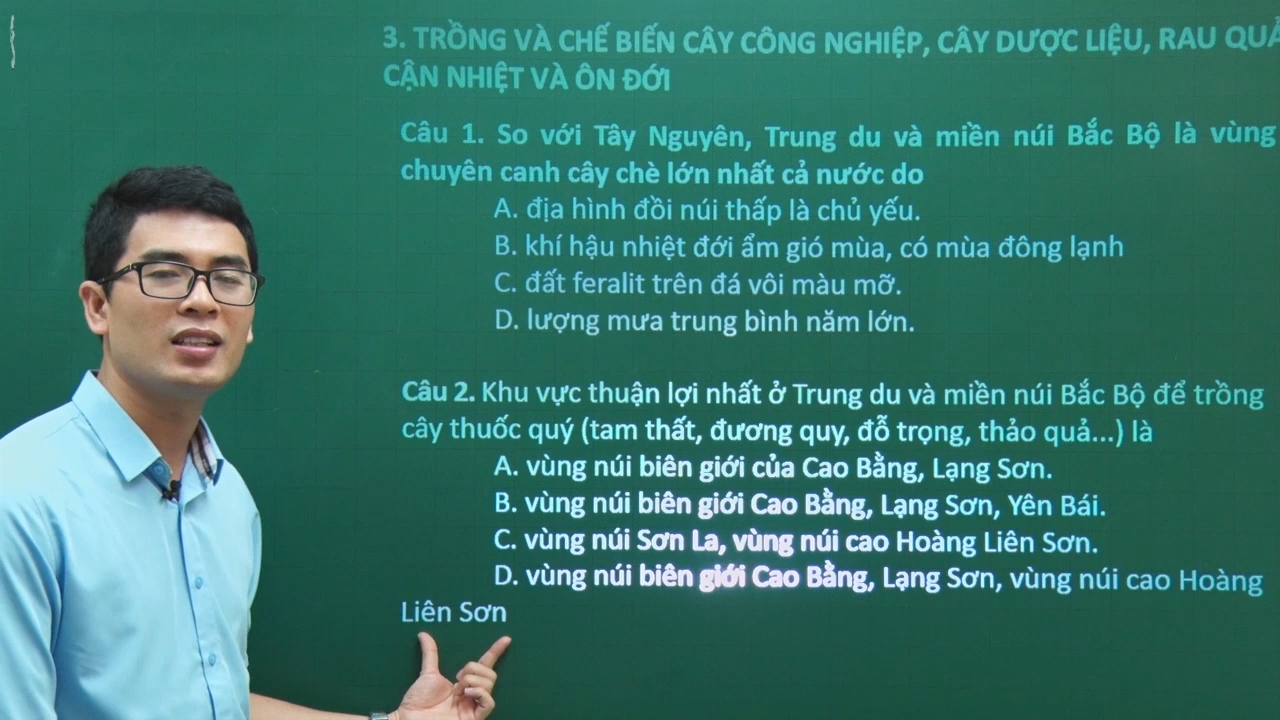 3. TRỒNG VÀ CHẾ BIẾN CÂY CÔNG NGHIỆP, CÂY DƯỢC LIỆU, RAU QUẢ
CẬN NHIỆT VÀ ÔN ĐỚI
Câu 1. So với Tây Nguyên, Trung du và miền núi Bắc Bộ là vùng
chuyên canh cây chè lớn nhất cả nước do
A. địa hình đồi núi thấp là chủ yếu.
B. khí hậu nhiệt đới ẩm gió mùa, có mùa đông lạnh
C. đất feralit trên đá vôi màu mỡ.
D. lượng mưa trung bình năm lớn.
Câu 2. Khu vực thuận lợi nhất ở Trung du và miền núi Bắc Bộ để trồng
cây thuốc quý (tam thất, đương quy, đỗ trọng, thảo quả...) là
A. vùng núi biên giới của Cao Bằng, Lạng Sơn.
B. vùng núi biên giới Cao Bằng, Lạng Sơn, Yên Bái.
C. vùng núi Sơn La, vùng núi cao Hoàng Liên Sơn.
D. vùng núi biên giới Cao Bằng, Lạng Sơn, vùng núi cao Hoàng
Liên Sơn